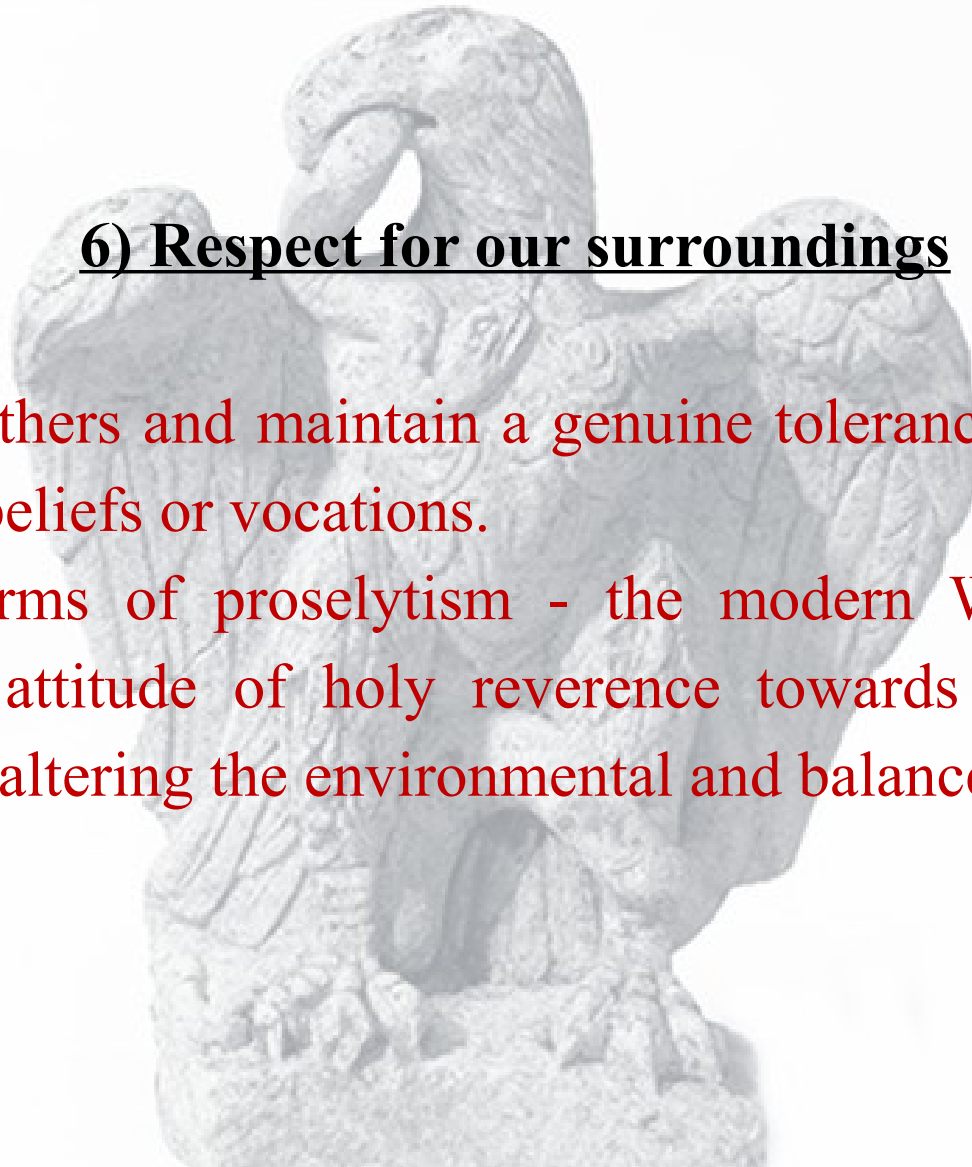 6) Respect for our surroundings
thers and maintain a genuine toleranc
beliefs or vocations.
rms of proselytism - the modern
attitude of holy reverence towards
altering the environmental and balance